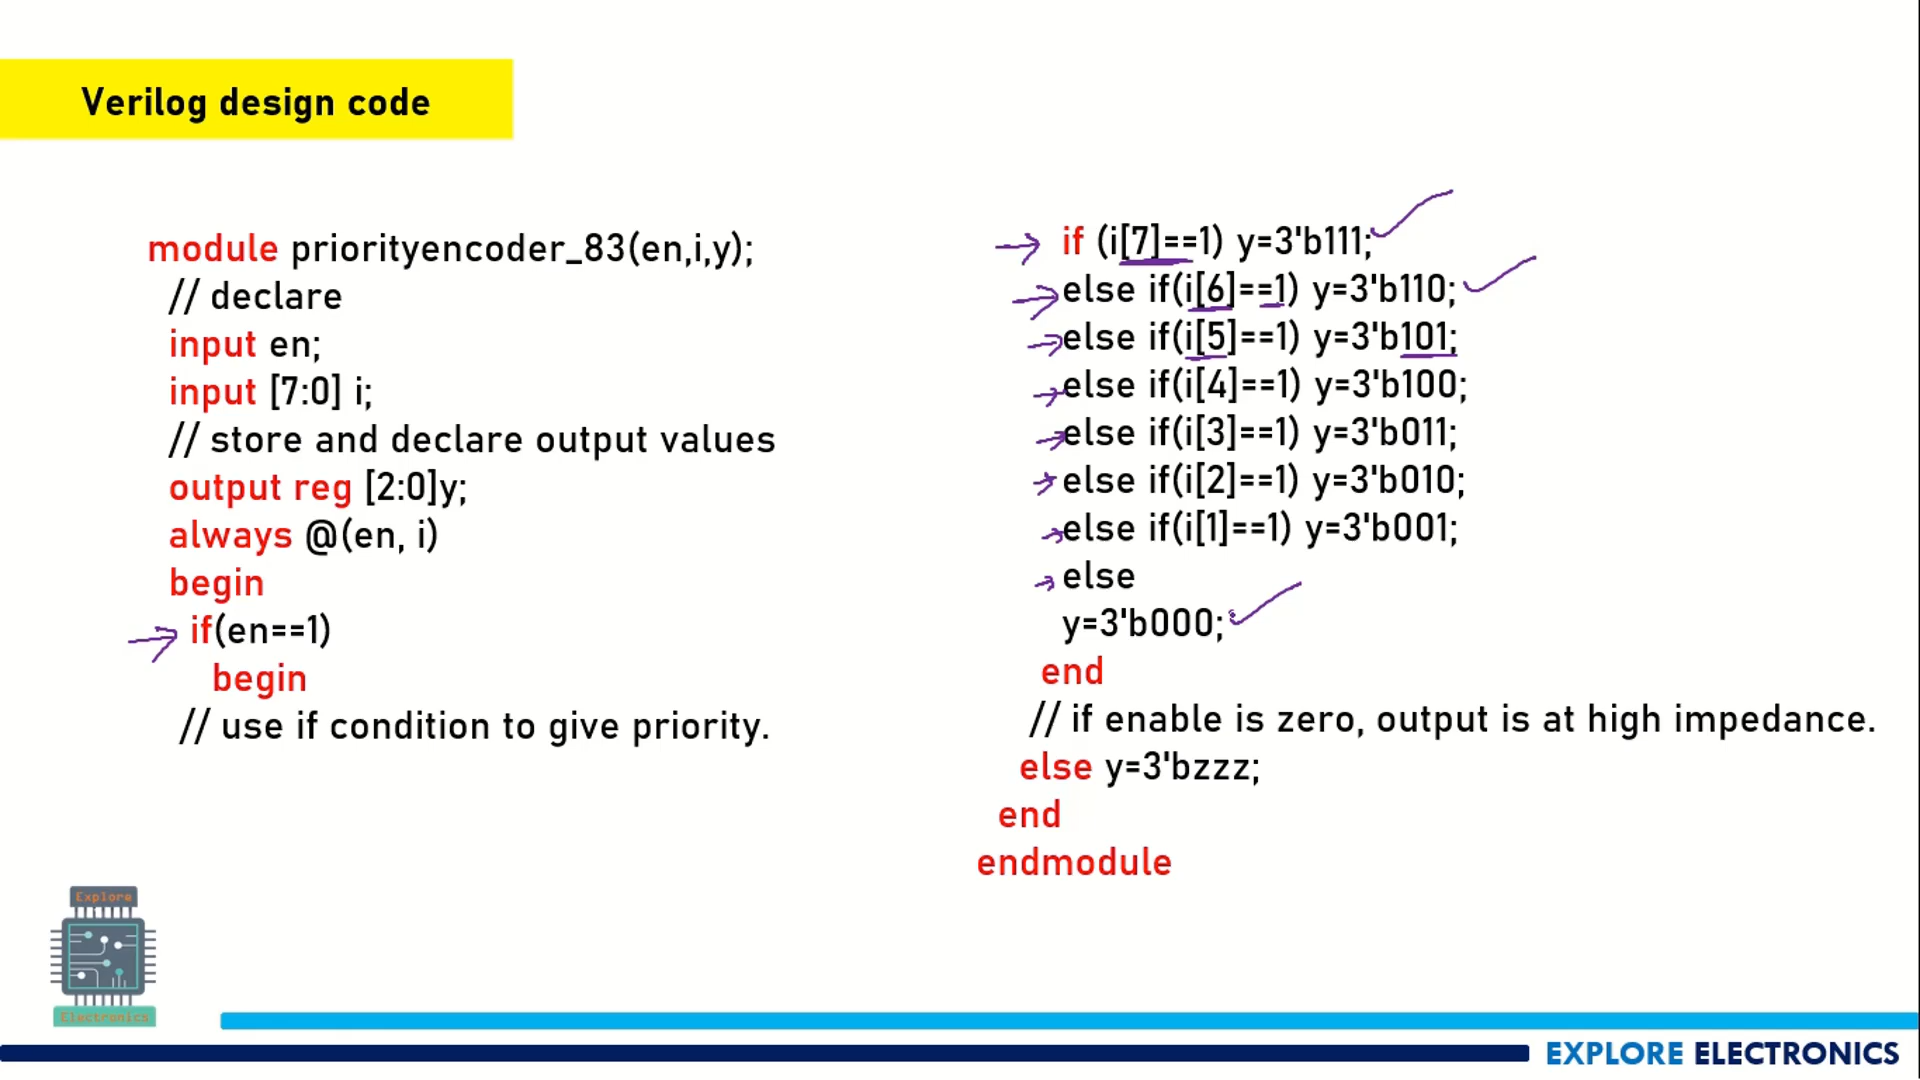 Verilog design code
module priorityencoder_83(en,i,y);
// declare
input en;
input [7:0] i;
// store and declare output values
output reg [2:0]y;
always @(en, i)
begin
if(en==1)
begin
// use if condition to give priority.
if (i[7]==1) y=3'b111;
else if(i[6]==1) y=3'b110;
else if(i[5]==1) y=3'b101;
else if(i[4]==1) y=3'b100;
else if(i[3]==1) y=3'b011;
else if(i[2]==1) y=3'b010;
else if(i[1]==1) y=3'b001;
else
y=3'b000;
end
// if enable is zero, output is at high impedance.
else y=3'bzzz;
end
endmodule
Explore
Electronics
EXPLORE ELECTRONICS